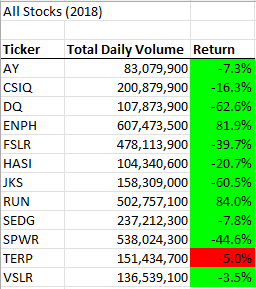 All Stocks (2018)
Ticker Total Daily Volume Return
AY 83,079,900 -7.3%
CSIQ 200,879,900 -16.3%
DQ 107,873,900 -62.6%
ENPH 607,473,500 81.9%
FSLR 478,113,900 -39.7%
HASI 104,340,600 -20.7%
JKS 158,309,000 -60.5%
RUN 502,757,100 84.0%
SEDG 237,212,300 -7.8%
SPWR 538,024,300 -44.6%
TERP 151,434,700 -5.0%
VSLR 136,539,100 -3.5%